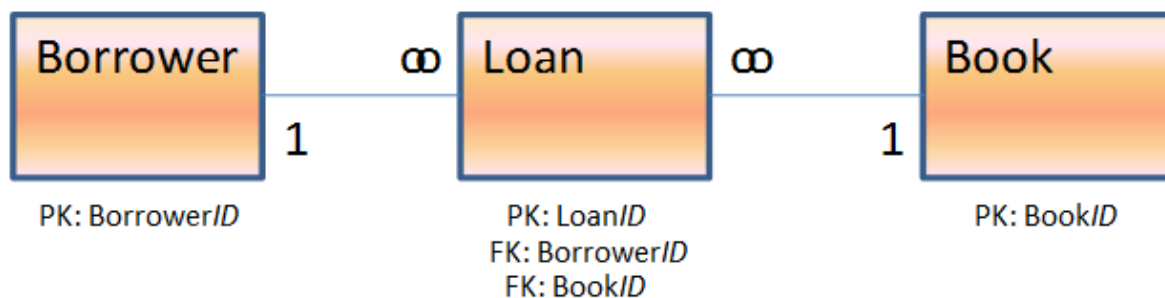 Borrower
∞
Loan
∞
Book
1
1
PK: BorrowerID
PK: LoanID
FK: BorrowerID
FK: BookID
PK: BookID